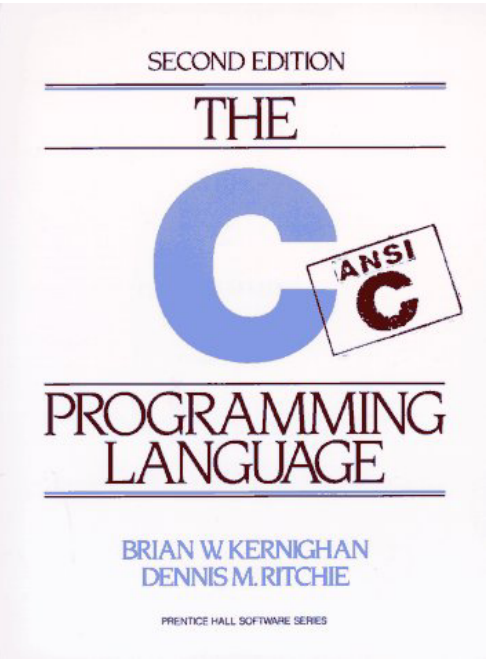 SECOND EDITION
THE
C
ANSI
C
PROGRAMMING
LANGUAGE
BRIAN W. KERNIGHAN
DENNIS M. RITCHIE
PRENTICE HALL SOFTWARE SERIES